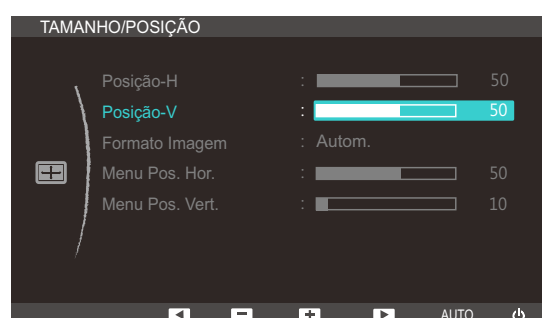 TAMANHO/POSIÇÃO
Posição-H : 50
Posição-V : 50
Formato Imagem : Autom.
Menu Pos. Hor. : 50
Menu Pos. Vert. : 10
AUTO